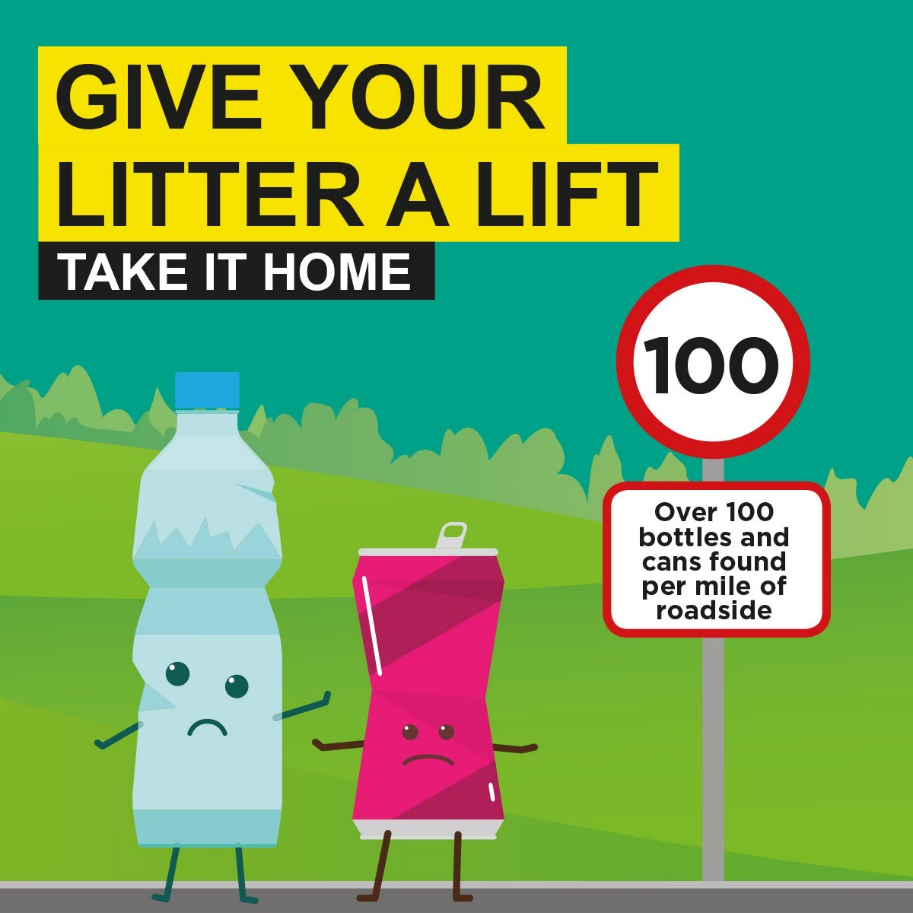 GIVE YOUR
LITTER A LIFT
TAKE IT HOME
100
Over 100
bottles and
cans found
per mile of
roadside